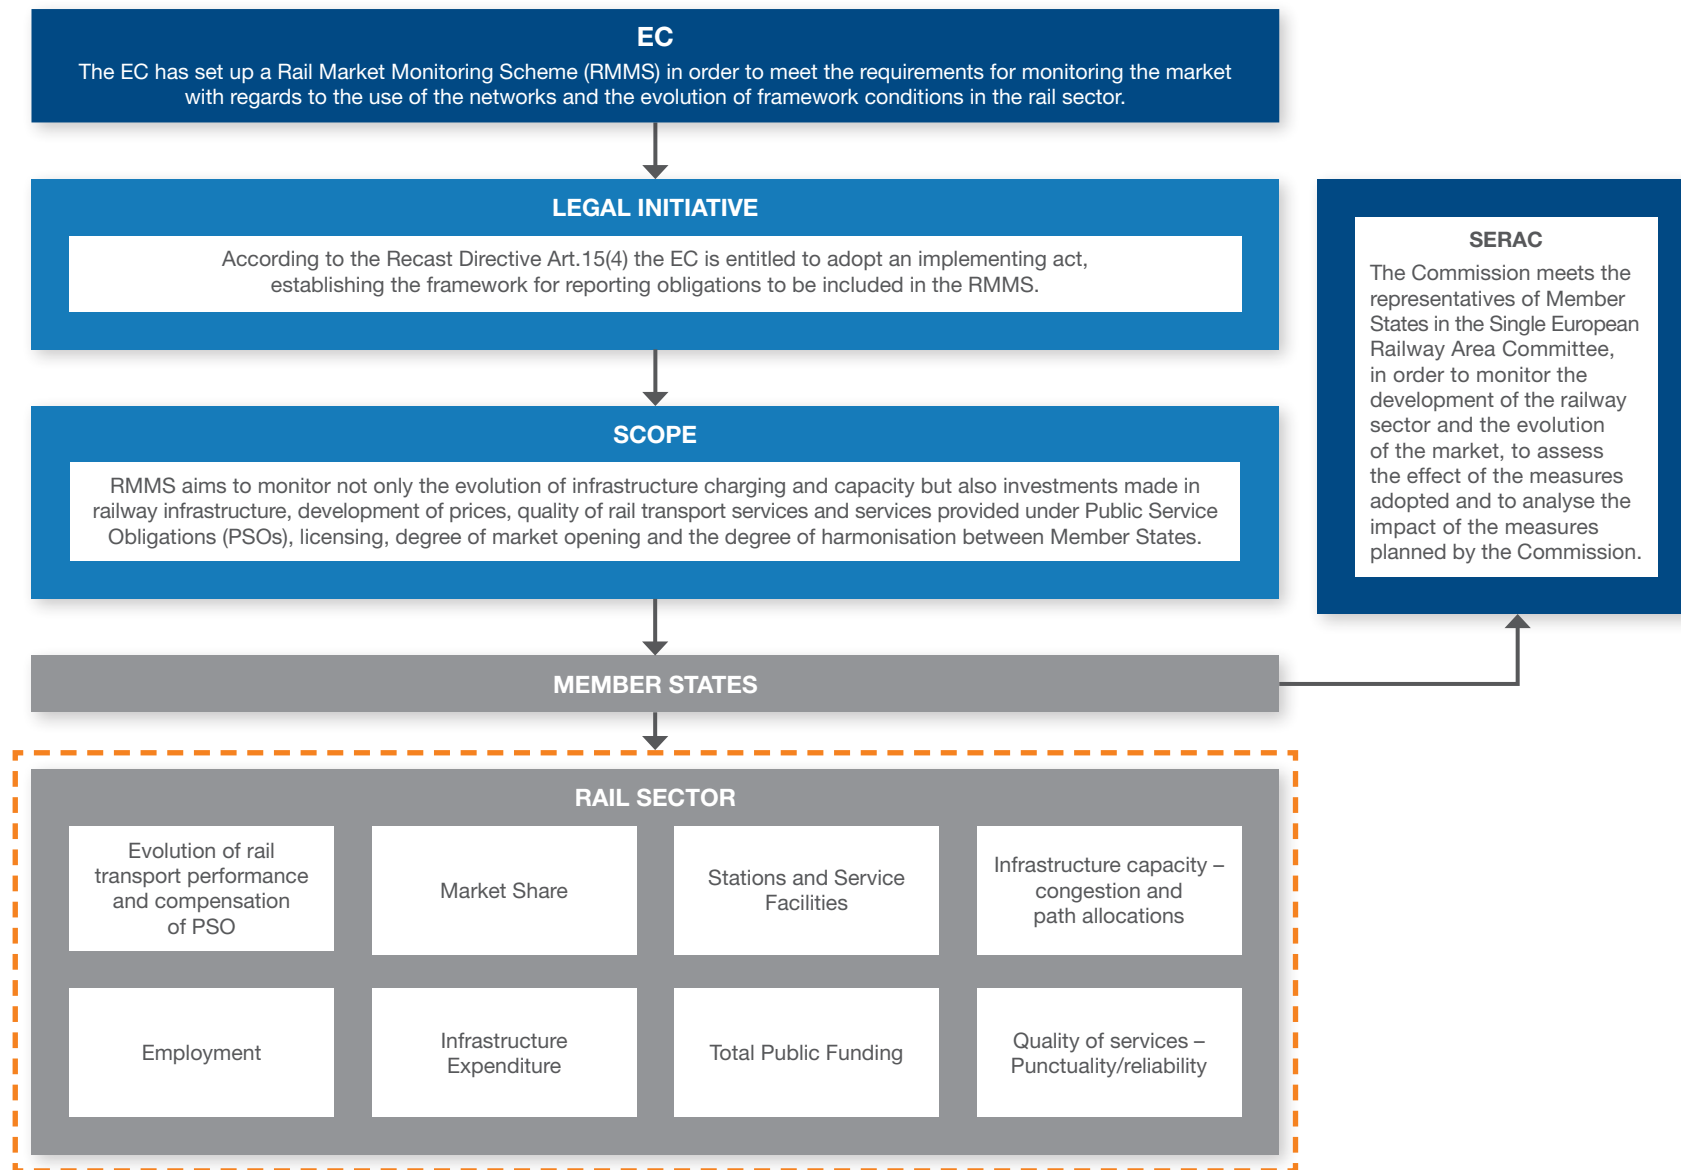 EC
The EC has set up a Rail Market Monitoring Scheme (RMMS) in order to meet the requirements for monitoring the market
with regards to the use of the networks and the evolution of framework conditions in the rail sector.
LEGAL INITIATIVE
According to the Recast Directive Art.15(4) the EC is entitled to adopt an implementing act,
establishing the framework for reporting obligations to be included in the RMMS.
SCOPE
RMMS aims to monitor not only the evolution of infrastructure charging and capacity but also investments made in
railway infrastructure, development of prices, quality of rail transport services and services provided under Public Service
Obligations (PSOs), licensing, degree of market opening and the degree of harmonisation between Member States.
SERAC
The Commission meets the
representatives of Member
States in the Single European
Railway Area Committee,
in order to monitor the
development of the railway
sector and the evolution
of the market, to assess
the effect of the measures
adopted and to analyse the
impact of the measures
planned by the Commission.
MEMBER STATES
RAIL SECTOR
Evolution of rail
transport performance
and compensation
of PSO
Market Share
Stations and Service
Facilities
Infrastructure capacity –
congestion and
path allocations
Employment
Infrastructure
Expenditure
Total Public Funding
Quality of services –
Punctuality/reliability